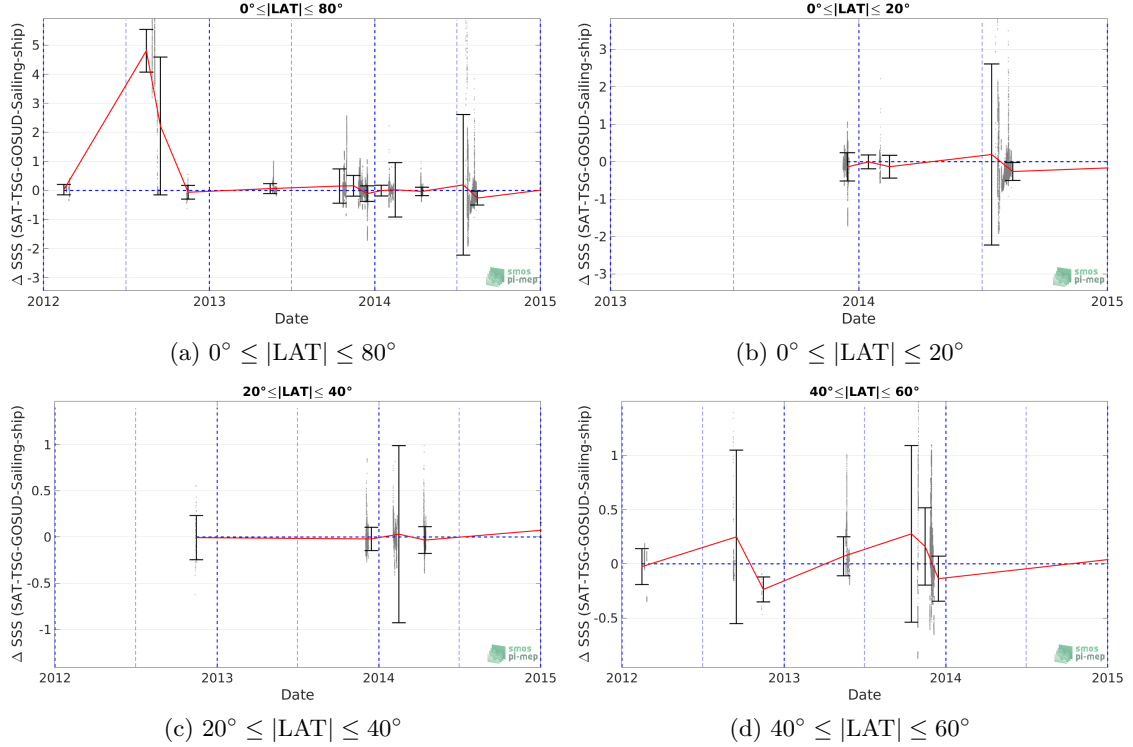 0°≤|LAT|≤ 80°
Δ SSS (SAT-TSG-GOSUD-Sailing-ship)
5
4
3
2
1
0
-1
-2
-3
2012
2013
2014
2015
Date
smos
pi-mep
(a) 0° ≤ |LAT| ≤ 80°
0°≤|LAT|≤ 20°
Δ SSS (SAT-TSG-GOSUD-Sailing-ship)
3
2
1
0
-1
-2
-3
2013
2014
2015
Date
smos
pi-mep
(b) 0° ≤ |LAT| ≤ 20°
20°≤|LAT|≤ 40°
Δ SSS (SAT-TSG-GOSUD-Sailing-ship)
1
0.5
0
-0.5
-1
2012
2013
2014
2015
Date
smos
pi-mep
(c) 20° ≤ |LAT| ≤ 40°
40°≤|LAT|≤ 60°
Δ SSS (SAT-TSG-GOSUD-Sailing-ship)
1
0.5
0
-0.5
2012
2013
2014
2015
Date
smos
pi-mep
(d) 40° ≤ |LAT| ≤ 60°